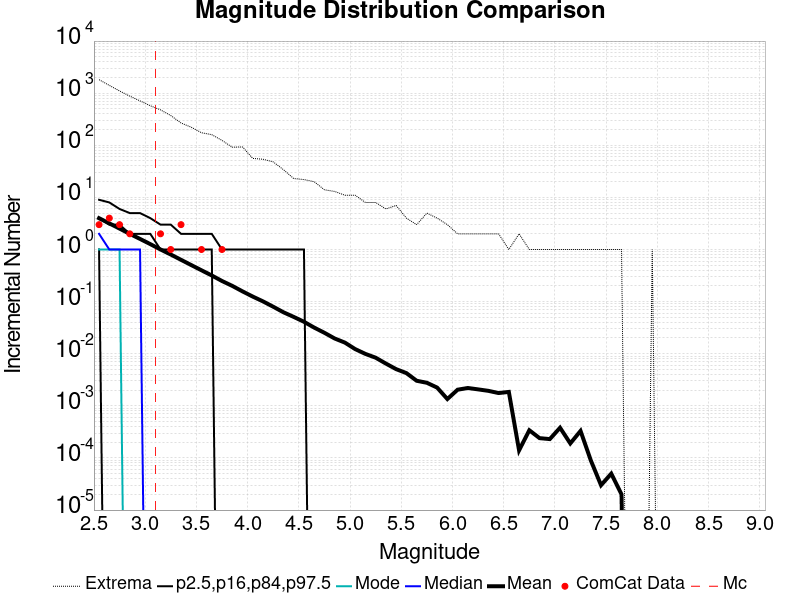 Magnitude Distribution Comparison
10^4
10^3
10^2
10^1
10^0
10^-1
10^-2
10^-3
10^-4
10^-5
Incremental Number
2.5 3.0 3.5 4.0 4.5 5.0 5.5 6.0 6.5 7.0 7.5 8.0 8.5 9.0
Magnitude
Extrema p2.5,p16,p84,p97.5 Mode Median Mean ComCat Data Mc